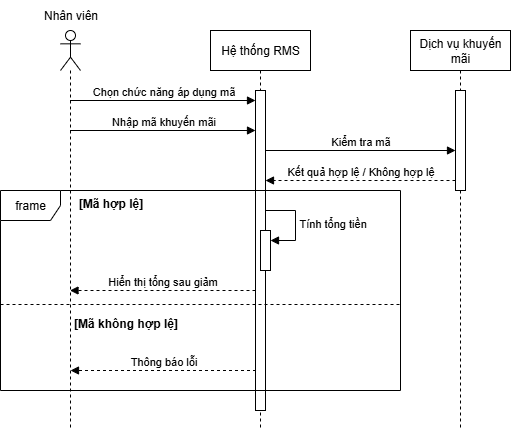 Nhân viên
Hệ thống RMS
Dịch vụ khuyến
mãi
Chọn chức năng áp dụng mã
Nhập mã khuyến mãi
Kiểm tra mã
Kết quả hợp lệ / Không hợp lệ
frame
[Mã hợp lệ]
Tính tổng tiền
Hiển thị tổng sau giảm
[Mã không hợp lệ]
Thông báo lỗi